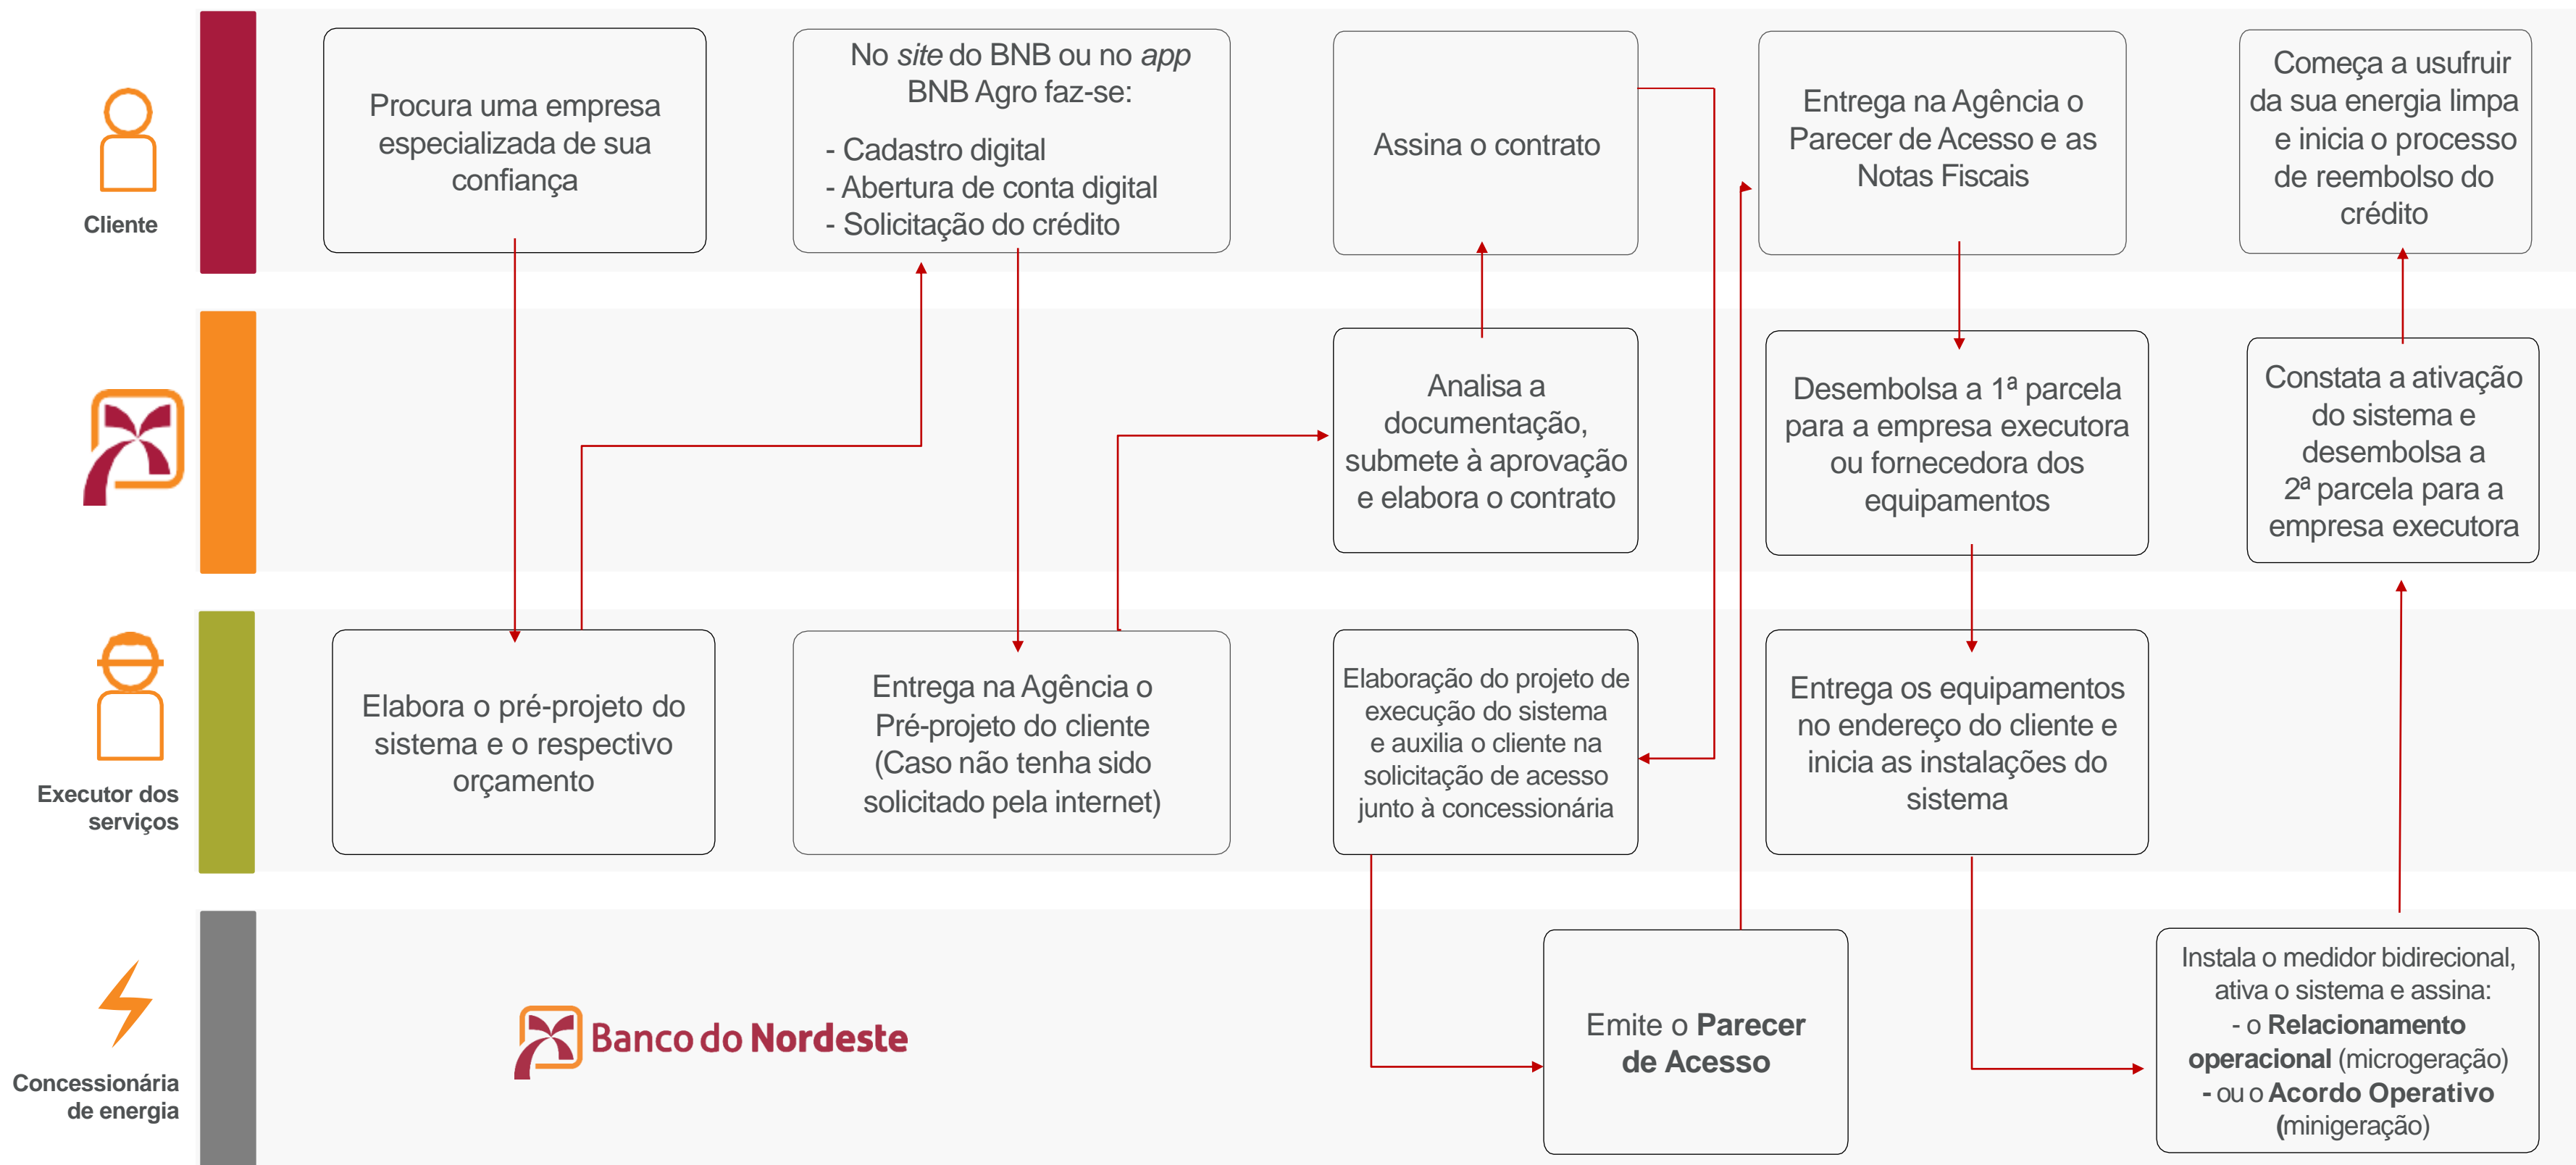 Cliente
Procura uma empresa
especializada de sua
confiança
No site do BNB ou no app
BNB Agro faz-se:
- Cadastro digital
- Abertura de conta digital
- Solicitação do crédito
Assina o contrato
Entrega na Agência o
Parecer de Acesso e as
Notas Fiscais
Começa a usufruir
da sua energia limpa
e inicia o processo
de reembolso do
crédito
Analisa a
documentação,
submete à aprovação
e elabora o contrato
Desembolsa a 1ª parcela
para a empresa executora
ou fornecedora dos
equipamentos
Constata a ativação
do sistema e
desembolsa a
2ª parcela para a
empresa executora
Executor dos
serviços
Elabora o pré-projeto do
sistema e o respectivo
orçamento
Entrega na Agência o
Pré-projeto do cliente
(Caso não tenha sido
solicitado pela internet)
Elaboração do projeto de
execução do sistema
e auxilia o cliente na
solicitação de acesso
junto à concessionária
Entrega os equipamentos
no endereço do cliente e
inicia as instalações do
sistema
Concessionária
de energia
Banco do Nordeste
Emite o Parecer
de Acesso
Instala o medidor bidirecional,
ativa o sistema e assina:
- o Relacionamento
operacional (microgeração)
- ou o Acordo Operativo
(minigeração)